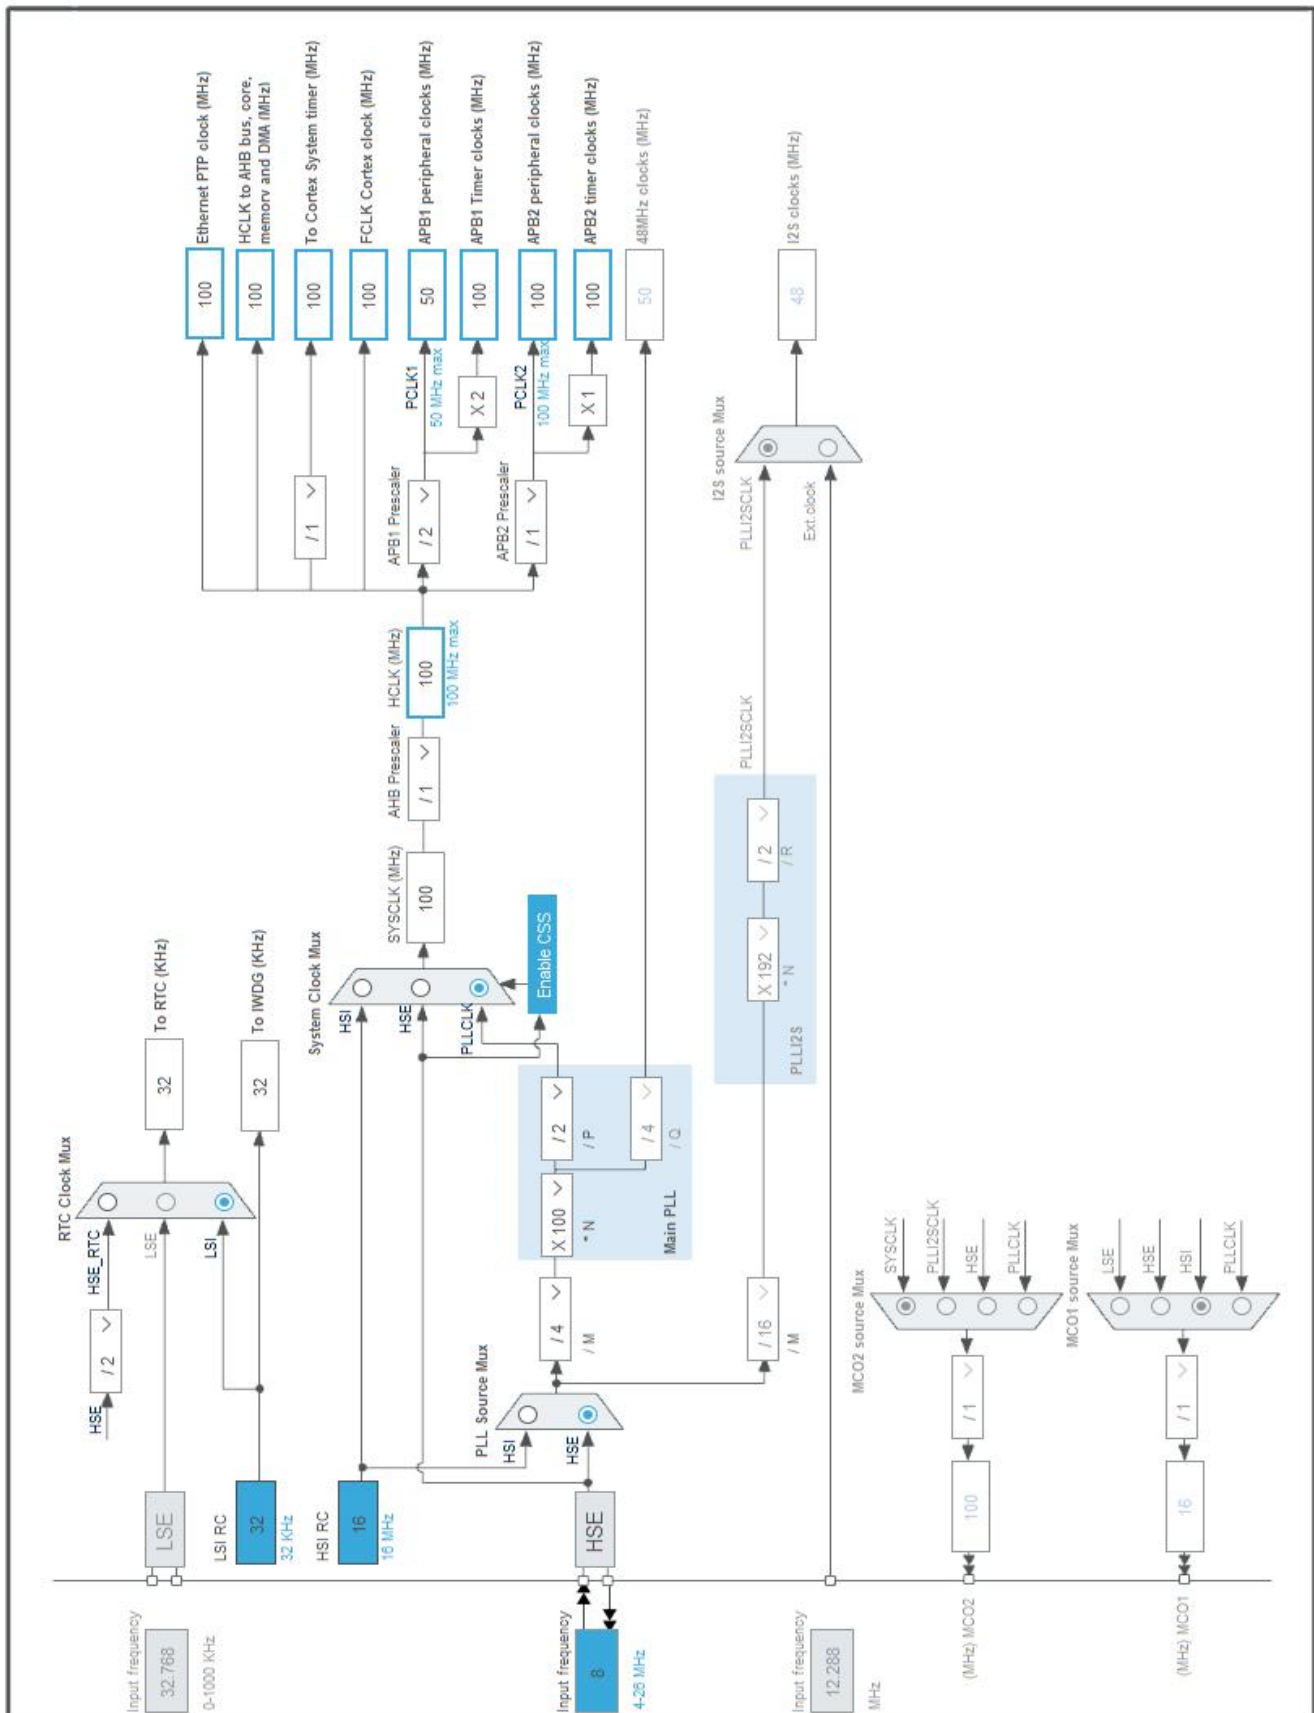 Input frequency
32.768
0-1000 KHz
LSE
HSE
/ 2
HSE_RTC
LSE
LSI
RTC Clock Mux
32
To RTC (KHz)
LSI RC
32
32 KHz
32
To IWDG (KHz)
HSI RC
16
16 MHz
System Clock Mux
HSI
HSE
PLLCLK
Enable CSS
SYSCLK (MHz)
100
AHB Prescaler
/ 1
HCLK (MHz)
100
100 MHz max
100
Ethernet PTP clock (MHz)
100
HCLK to AHB bus, core,
memory and DMA (MHz)
/ 1
100
To Cortex System timer (MHz)
100
FCLK Cortex clock (MHz)
APB1 Prescaler
/ 2
PCLK1
50 MHz max
50
APB1 peripheral clocks (MHz)
X 2
100
APB1 Timer clocks (MHz)
APB2 Prescaler
/ 1
PCLK2
100 MHz max
100
APB2 peripheral clocks (MHz)
X 1
100
APB2 timer clocks (MHz)
50
48MHz clocks (MHz)
Input frequency
8
4-26 MHz
HSE
PLL Source Mux
HSI
HSE
/ 4
/ M
X 100
* N
/ 2
/ P
/ 4
/ Q
Main PLL
/ 16
/ M
X 192
* N
/ 2
/ R
PLLI2S
PLLI2SCLK
PLLI2SCLK
I2S source Mux
Ext.clock
48
I2S clocks (MHz)
Input frequency
12.288
MHz
MCO2 source Mux
SYSCLK
PLLI2SCLK
HSE
PLLCLK
/ 1
100
(MHz) MCO2
MCO1 source Mux
LSE
HSE
HSI
PLLCLK
/ 1
16
(MHz) MCO1